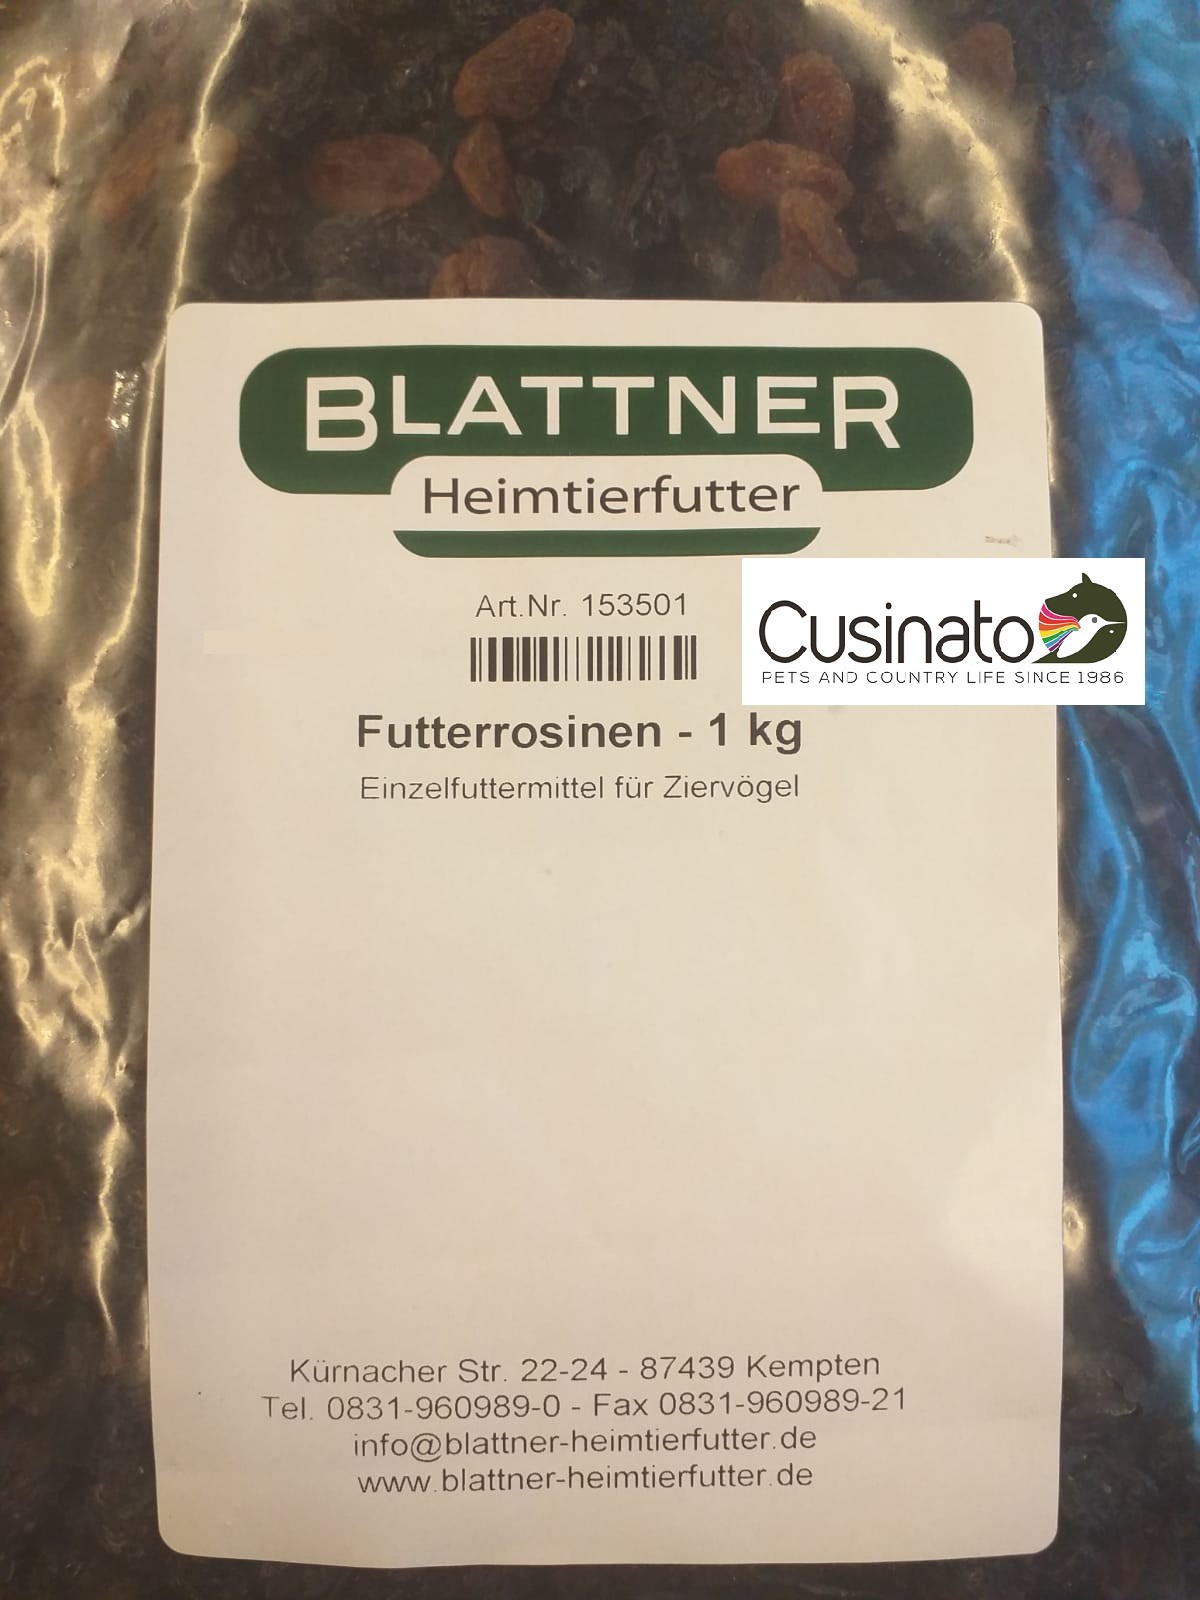 BLATTNER
Heimtierfutter
Art.Nr. 153501
Cusinato
PETS AND COUNTRY LIFE SINCE 1986
Futterrosinen - 1 kg
Einzelfuttermittel für Ziervögel
Kürnacher Str. 22-24 - 87439 Kempten
Tel. 0831-960989-0 - Fax 0831-960989-21
info@blattner-heimtierfutter.de
www.blattner-heimtierfutter.de